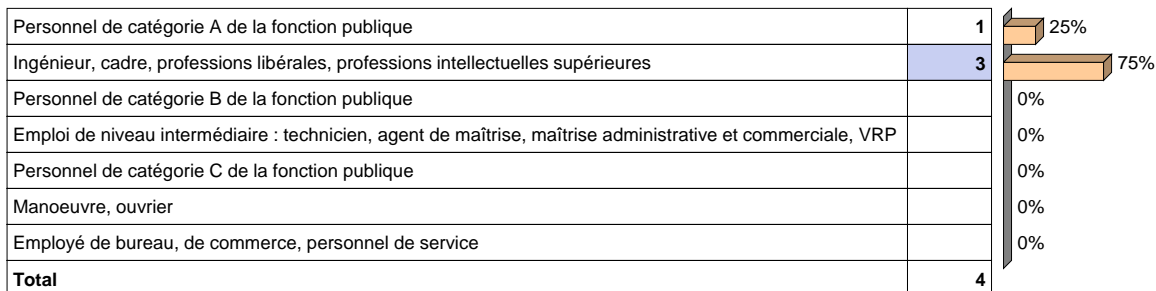 Personnel de catégorie A de la fonction publique 1 25%
Ingénieur, cadre, professions libérales, professions intellectuelles supérieures 3 75%
Personnel de catégorie B de la fonction publique 0%
Emploi de niveau intermédiaire : technicien, agent de maîtrise, maîtrise administrative et commerciale, VRP 0%
Personnel de catégorie C de la fonction publique 0%
Manoeuvre, ouvrier 0%
Employé de bureau, de commerce, personnel de service 0%
Total 4